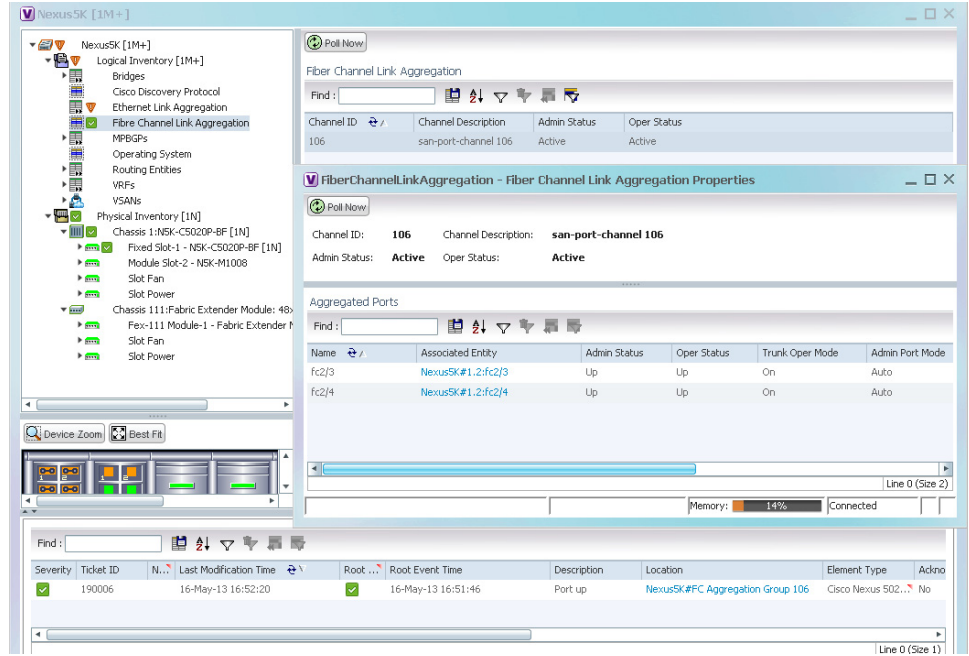 Nexus5K [1M+]
Nexus5K [1M+]
Logical Inventory [1M+]
Bridges
Cisco Discovery Protocol
Ethernet Link Aggregation
Fibre Channel Link Aggregation
MPBGPs
Operating System
Routing Entities
VRFs
VSANs
Physical Inventory [1N]
Chassis 1:N5K-C5020P-BF [1N]
Fixed Slot-1 - N5K-C5020P-BF [1N]
Module Slot-2 - N5K-M1008
Slot Fan
Slot Power
Chassis 111:Fabric Extender Module: 48x
Fex-111 Module-1 - Fabric Extender M
Slot Fan
Slot Power
Device Zoom Best Fit
Poll Now
Fiber Channel Link Aggregation
Find :
Channel ID Channel Description Admin Status Oper Status
106 san-port-channel 106 Active Active
FiberChannelLinkAggregation - Fiber Channel Link Aggregation Properties
Poll Now
Channel ID: 106 Channel Description: san-port-channel 106
Admin Status: Active Oper Status: Active
Aggregated Ports
Find :
Name Associated Entity Admin Status Oper Status Trunk Oper Mode Admin Port Mode
fc2/3 Nexus5K#1.2:fc2/3 Up Up On Auto
fc2/4 Nexus5K#1.2:fc2/4 Up Up On Auto
Line 0 (Size 2)
Memory: 14% Connected
Find :
Severity Ticket ID N... Last Modification Time Root ... Root Event Time Description Location Element Type Ackno
190006 16-May-13 16:52:20 16-May-13 16:51:46 Port up Nexus5K#FC Aggregation Group 106 Cisco Nexus 502... No
Line 0 (Size 1)